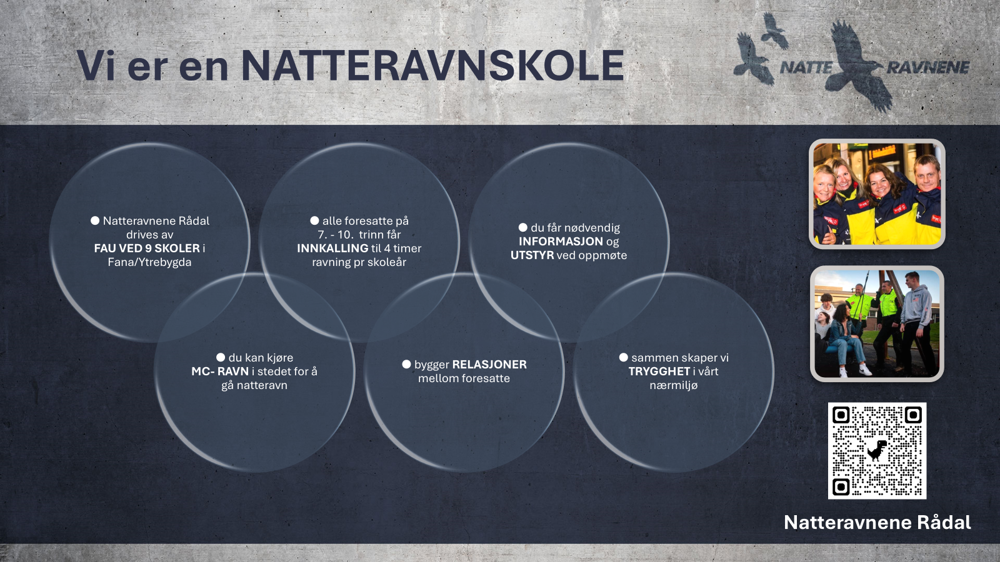 Vi er en NATTERAVNSKOLE
NATTE RAVNENE
● Natteravnene Rådal
drives av
FAU VED 9 SKOLER i
Fana/Ytrebygda
● alle foresatte på
7. - 10. trinn får
INNKALLING til 4 timer
ravning pr skoleår
● du får nødvendig
INFORMASJON og
UTSTYR ved oppmøte
● du kan kjøre
MC- RAVN i stedet for å
gå natteravn
● bygger RELASJONER
mellom foresatte
● sammen skaper vi
TRYGGHET i vårt
nærmiljø
Natteravnene Rådal